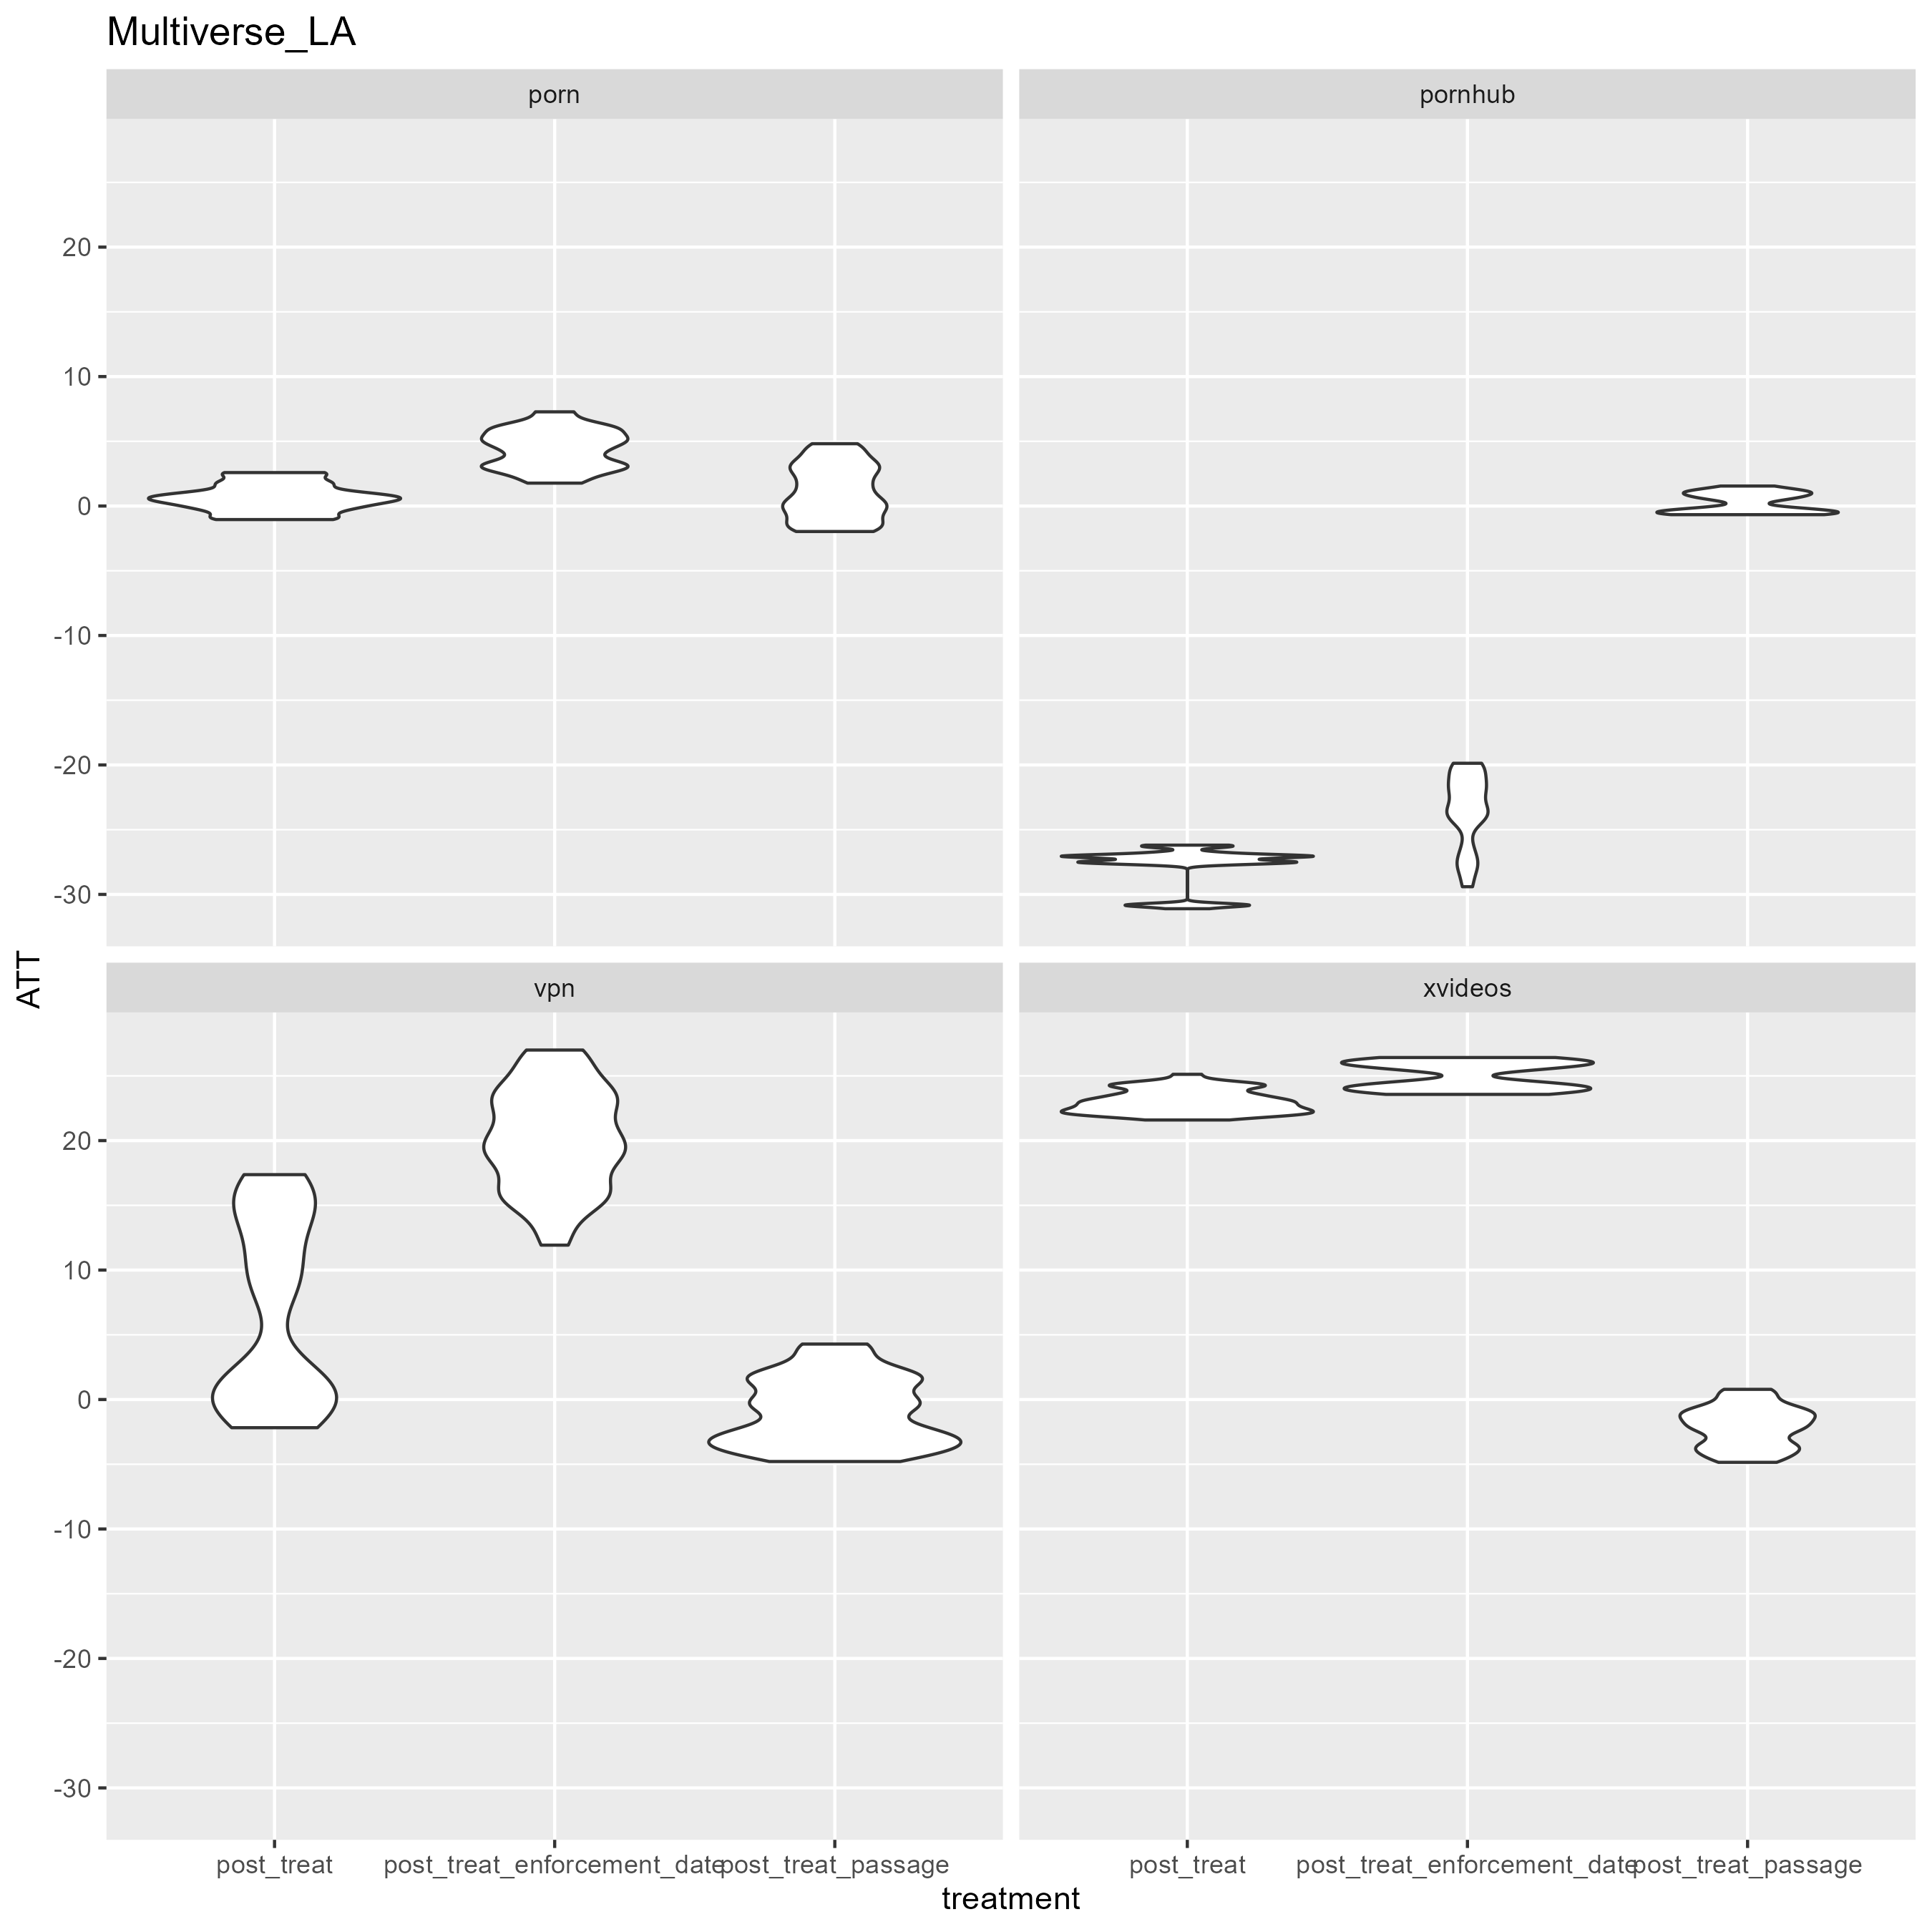 Multiverse_LA
porn
pornhub
20
10
0
-10
-20
-30
ATT
vpn
xvideos
20
10
0
-10
-20
-30
post_treat
post_treat_enforcement_date
post_treat_passage
post_treat
post_treat_enforcement_date
post_treat_passage
treatment